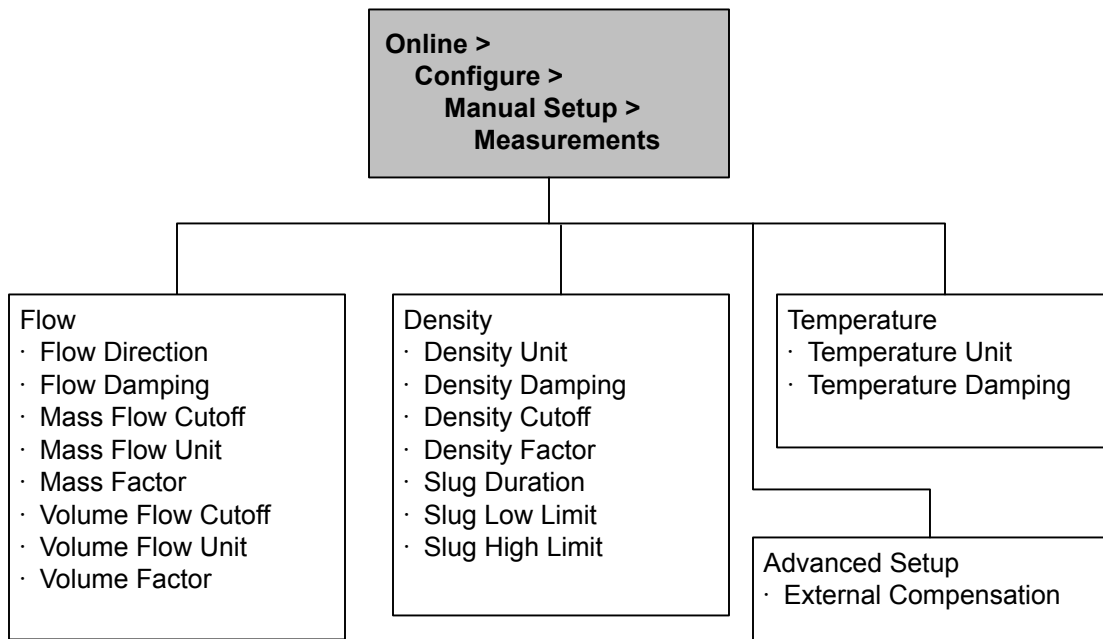 Online >
Configure >
Manual Setup >
Measurements
Flow
· Flow Direction
· Flow Damping
· Mass Flow Cutoff
· Mass Flow Unit
· Mass Factor
· Volume Flow Cutoff
· Volume Flow Unit
· Volume Factor
Density
· Density Unit
· Density Damping
· Density Cutoff
· Density Factor
· Slug Duration
· Slug Low Limit
· Slug High Limit
Temperature
· Temperature Unit
· Temperature Damping
Advanced Setup
· External Compensation